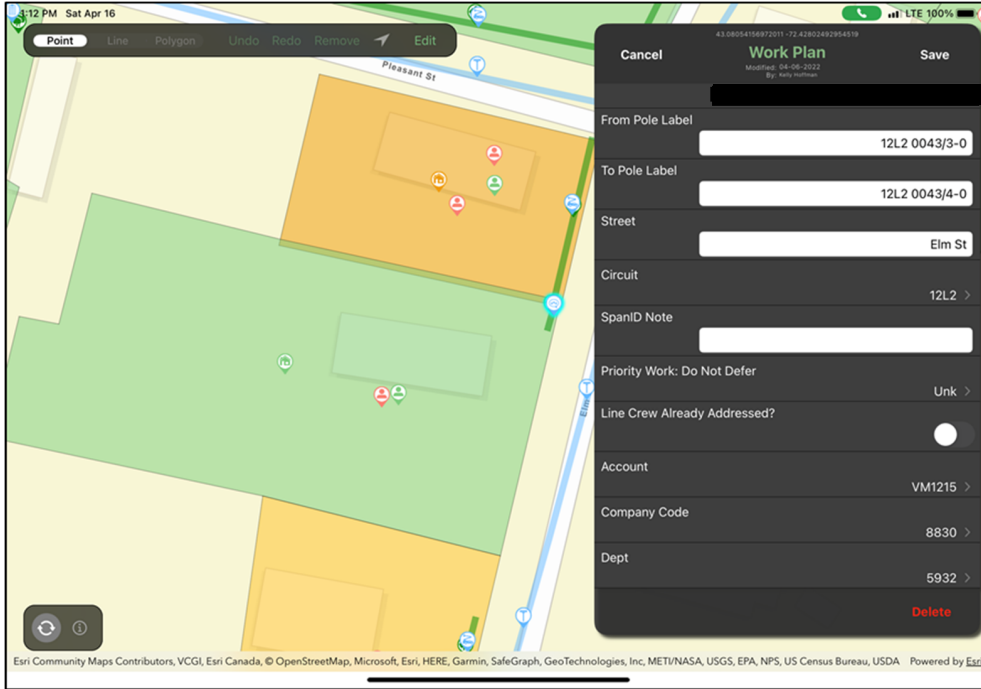 1:12 PM Sat Apr 16
LTE 100%
Point Line Polygon Undo Redo Remove Edit
Pleasant St
Elm
43.08054156972011 -72.42802492954519
Cancel Work Plan Save
Modified: 04-06-2022
By: Kelly Hoffman
From Pole Label
12L2 0043/3-0
To Pole Label
12L2 0043/4-0
Street
Elm St
Circuit
12L2 >
SpanID Note
Priority Work: Do Not Defer
Unk >
Line Crew Already Addressed?
Account
VM1215 >
Company Code
8830 >
Dept
5932 >
Delete
Esri Community Maps Contributors, VCGI, Esri Canada, © OpenStreetMap, Microsoft, Esri, HERE, Garmin, SafeGraph, GeoTechnologies, Inc, METI/NASA, USGS, EPA, NPS, US Census Bureau, USDA Powered by Esri